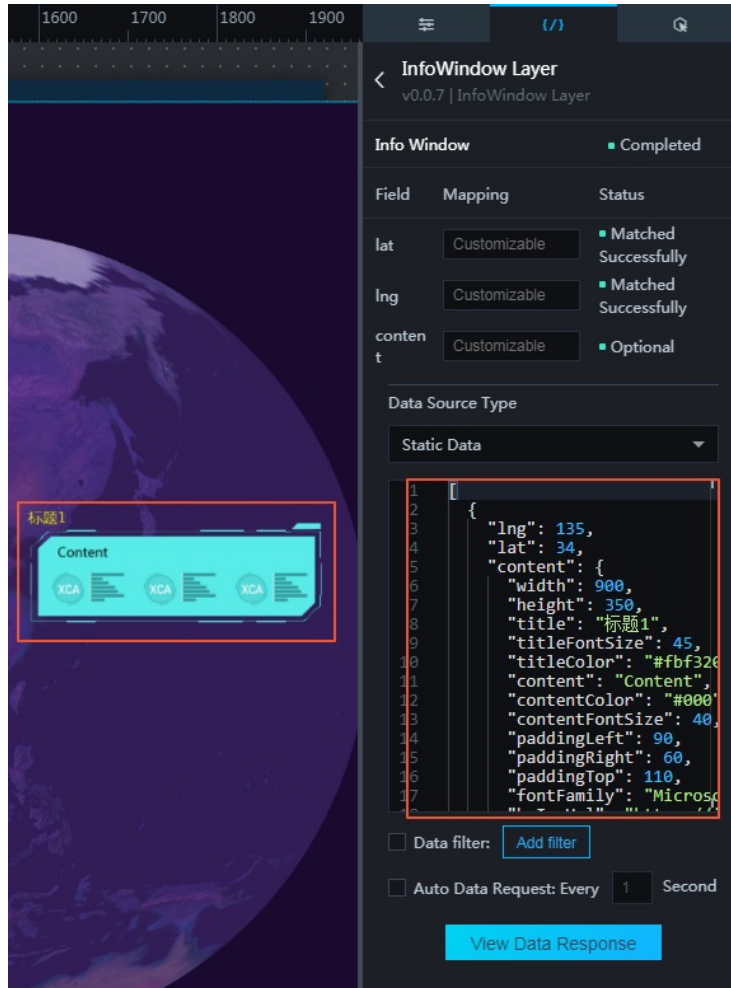 1600 1700 1800 1900
{/}
InfoWindow Layer
v0.0.7 | InfoWindow Layer
Info Window Completed
Field Mapping Status
lat Customizable Matched Successfully
lng Customizable Matched Successfully
content Customizable Optional
Data Source Type
Static Data
标题1
Content
XCA XCA XCA
1 [
2 {
3 "lng": 135,
4 "lat": 34,
5 "content": {
6 "width": 900,
7 "height": 350,
8 "title": "标题1",
9 "titleFontSize": 45,
10 "titleColor": "#fbf320
11 "content": "Content",
12 "contentColor": "#000"
13 "contentFontSize": 40,
14 "paddingLeft": 90,
15 "paddingRight": 60,
16 "paddingTop": 110,
17 "fontFamily": "Microso
Data filter: Add filter
Auto Data Request: Every 1 Second
View Data Response